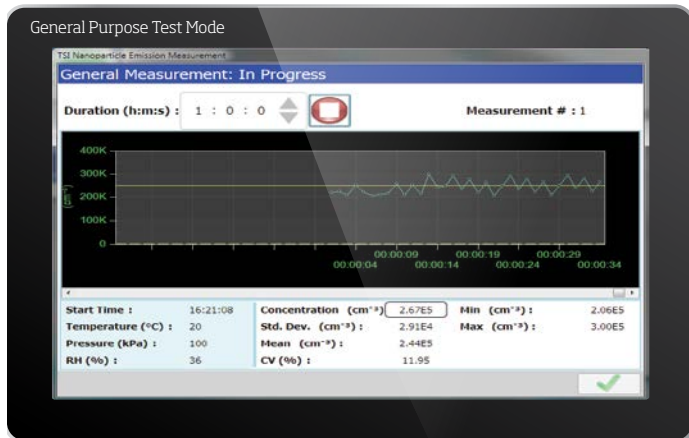 General Purpose Test Mode
TSI Nanoparticle Emission Measurement
General Measurement: In Progress
Duration (h:m:s) : 1 : 0 : 0 Measurement # : 1
400K
300K
200K
100K
0
(cm⁻³)
00:00:09 00:00:19 00:00:29
00:00:04 00:00:14 00:00:24 00:00:34
Start Time : 16:21:08 Concentration (cm⁻³) 2.67E5 Min (cm⁻³) : 2.06E5
Temperature (°C) : 20 Std. Dev. (cm⁻³) : 2.91E4 Max (cm⁻³) : 3.00E5
Pressure (kPa) : 100 Mean (cm⁻³) : 2.44E5
RH (%) : 36 CV (%) : 11.95